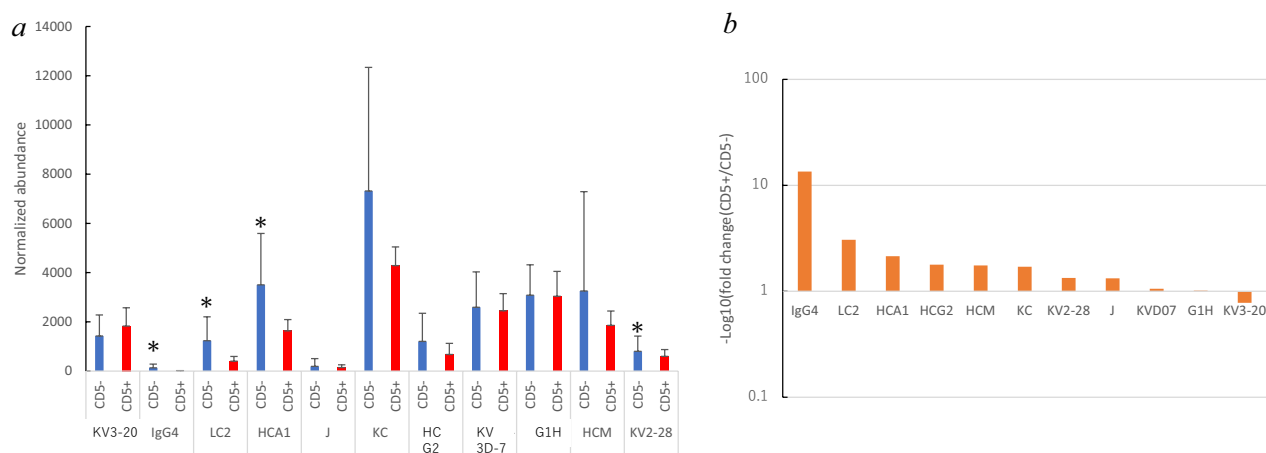 a
14000
12000
10000
8000
6000
4000
2000
0
Normalized abundance
*
*
*
*
CD5- CD5+ CD5- CD5+ CD5- CD5+ CD5- CD5+ CD5- CD5+ CD5- CD5+ CD5- CD5+ CD5- CD5+ CD5- CD5+ CD5- CD5+ CD5- CD5+
KV3-20 IgG4 LC2 HCA1 J KC HC KV G1H HCM KV2-28
G2 3D-7
b
100
10
1
0.1
-Log10(fold change(CD5+/CD5-)
IgG4 LC2 HCA1 HCG2 HCM KC KV2-28 J KVD07 G1H KV3-20